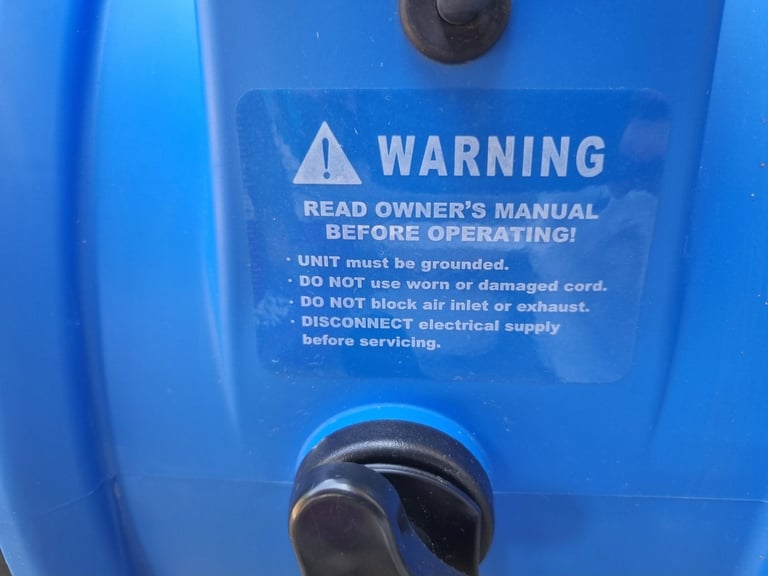 WARNING
READ OWNER'S MANUAL
BEFORE OPERATING!
· UNIT must be grounded.
· DO NOT use worn or damaged cord.
· DO NOT block air inlet or exhaust.
· DISCONNECT electrical supply
before servicing.